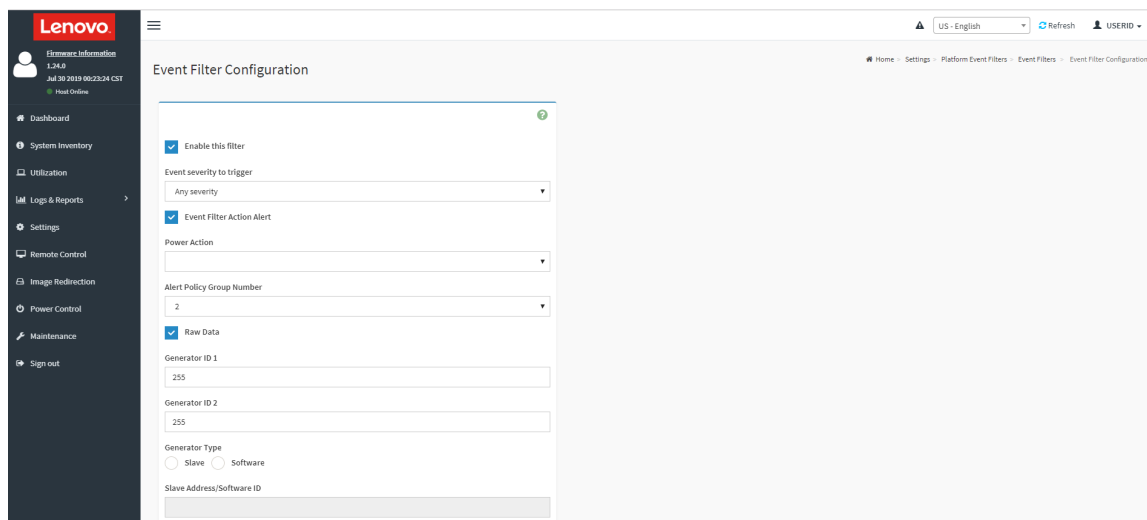 Lenovo.
US - English
Refresh
USERID
Firmware Information
1.24.0
Jul 30 2019 00:23:24 CST
Host Online
Dashboard
System Inventory
Utilization
Logs & Reports
Settings
Remote Control
Image Redirection
Power Control
Maintenance
Sign out
Event Filter Configuration
Home > Settings > Platform Event Filters > Event Filters > Event Filter Configuration
Enable this filter
Event severity to trigger
Any severity
Event Filter Action Alert
Power Action
Alert Policy Group Number
2
Raw Data
Generator ID 1
255
Generator ID 2
255
Generator Type
Slave Software
Slave Address/Software ID